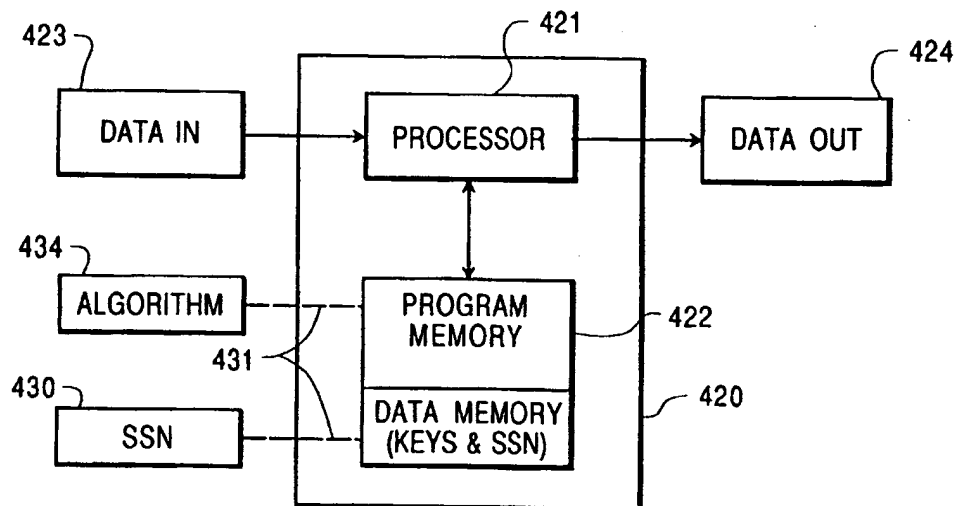 423
421
424
DATA IN
PROCESSOR
DATA OUT
434
ALGORITHM
PROGRAM
MEMORY
422
431
430
SSN
DATA MEMORY
(KEYS & SSN)
420